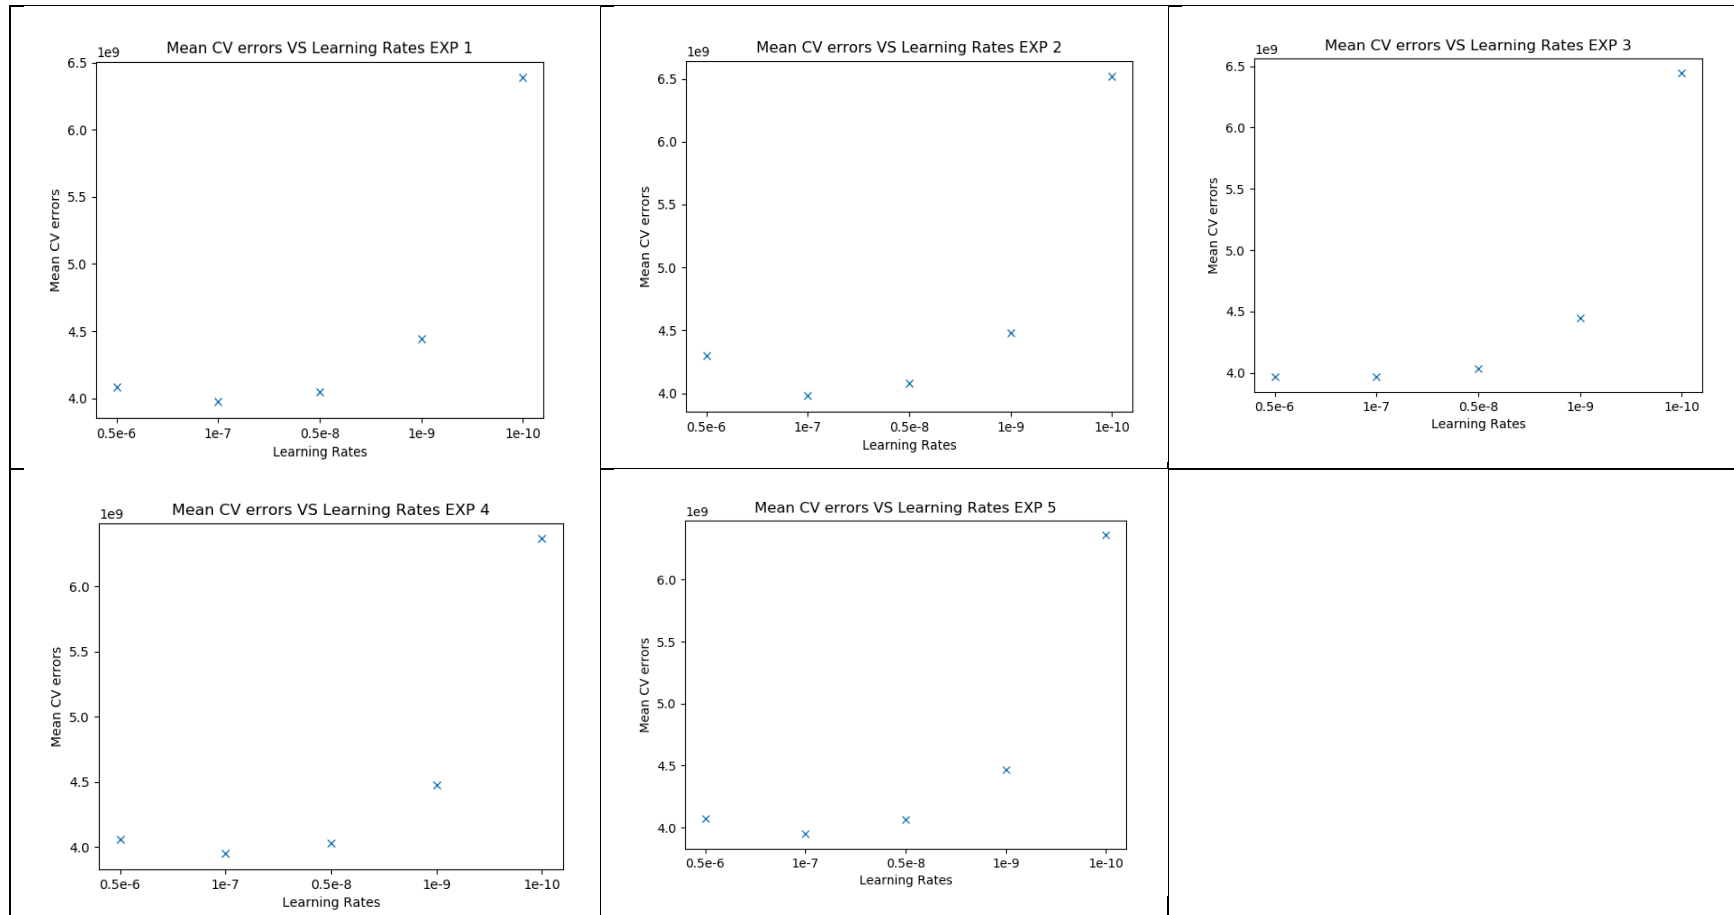 Mean CV errors VS Learning Rates EXP 1
1e9
6.5
6.0
5.5
5.0
4.5
4.0
Mean CV errors
0.5e-6 1e-7 0.5e-8 1e-9 1e-10
Learning Rates
Mean CV errors VS Learning Rates EXP 2
1e9
6.5
6.0
5.5
5.0
4.5
4.0
Mean CV errors
0.5e-6 1e-7 0.5e-8 1e-9 1e-10
Learning Rates
Mean CV errors VS Learning Rates EXP 3
1e9
6.5
6.0
5.5
5.0
4.5
4.0
Mean CV errors
0.5e-6 1e-7 0.5e-8 1e-9 1e-10
Learning Rates
Mean CV errors VS Learning Rates EXP 4
1e9
6.0
5.5
5.0
4.5
4.0
Mean CV errors
0.5e-6 1e-7 0.5e-8 1e-9 1e-10
Learning Rates
Mean CV errors VS Learning Rates EXP 5
1e9
6.0
5.5
5.0
4.5
4.0
Mean CV errors
0.5e-6 1e-7 0.5e-8 1e-9 1e-10
Learning Rates